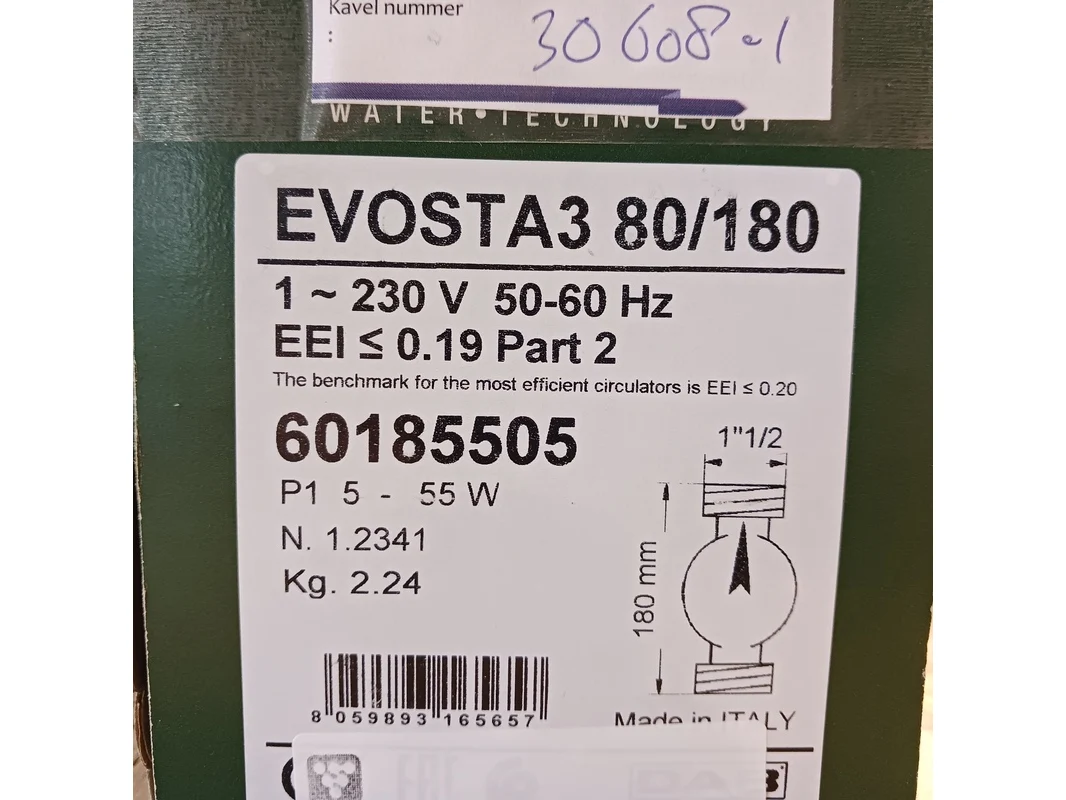 Kavel nummer
:
30608-1
WATER•TECHNOLOGY
EVOSTA3 80/180
1 ~ 230 V 50-60 Hz
EEI ≤ 0.19 Part 2
The benchmark for the most efficient circulators is EEI ≤ 0.20
60185505
1"1/2
P1 5 - 55 W
N. 1.2341
180 mm
Kg. 2.24
8 059893 165657
Made in ITALY